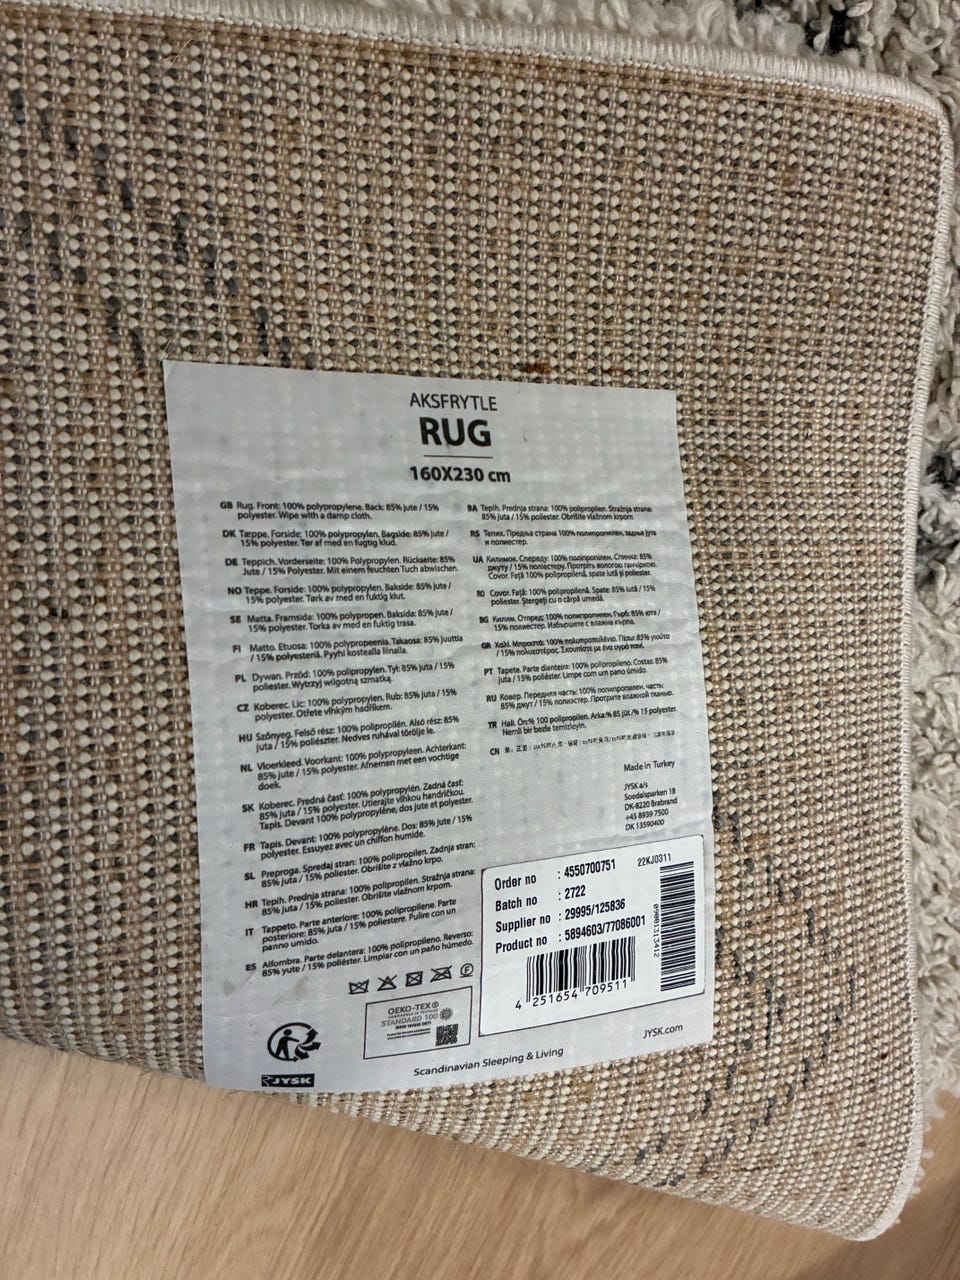 AKSFRYTLE
RUG
160X230 cm
GB Rug. Front: 100% polypropylene. Back: 85% jute / 15%
polyester. Wipe with a damp cloth.
DK Tæppe. Forside: 100% polypropylen. Bagside: 85% jute /
15% polyester. Tør af med en fugtig klud.
DE Teppich. Vorderseite: 100% Polypropylen. Rückseite: 85%
Jute / 15% Polyester. Mit einem feuchten Tuch abwischen.
NO Teppe. Forside: 100% polypropylen. Bakside: 85% jute /
15% polyester. Tørk av med en fuktig klut.
SE Matta. Framsida: 100% polypropen. Baksida: 85% jute /
15% polyester. Torka av med en fuktig trasa.
FI Matto. Etuosa: 100% polypropeenia. Takaosa: 85% juuttia
/ 15% polyesteriä. Pyyhi kostealla liinalla.
PL Dywan. Przód: 100% polipropylen. Tył: 85% juta / 15%
poliester. Wytrzyj wilgotną szmatką.
CZ Koberec. Líc: 100% polypropylen. Rub: 85% juta / 15%
polyester. Otřete vlhkým hadříkem.
HU Szőnyeg. Felső rész: 100% polipropilén. Alsó rész: 85%
juta / 15% poliészter. Nedves ruhával törölje le.
NL Vloerkleed. Voorkant: 100% polypropyleen. Achterkant:
85% jute / 15% polyester. Afnemen met een vochtige
doek.
SK Koberec. Predná časť: 100% polypropylén. Zadná časť:
85% juta / 15% polyester. Utierajte vlhkou handričkou.
Tapis. Devant 100% polypropylène, dos jute et polyester.
FR Tapis. Devant: 100% polypropylène. Dos: 85% jute / 15%
polyester. Essuyez avec un chiffon humide.
SL Preproga. Spredaj stran: 100% polipropilen. Zadnja stran:
85% juta / 15% poliester. Obrišite z vlažno krpo.
HR Tepih. Prednja strana: 100% polipropilen. Stražnja strana:
85% juta / 15% poliester. Obrišite vlažnom krpom.
IT Tappeto. Parte anteriore: 100% polipropilene. Parte
posteriore: 85% juta / 15% poliestere. Pulire con un
panno umido.
ES Alfombra. Parte delantera: 100% polipropileno. Reverso:
85% yute / 15% poliéster. Limpiar con un paño húmedo.
BA Tepih. Prednja strana: 100% polipropilen. Stražnja strana:
85% juta / 15% poliester. Obrišite vlažnom krpom.
RS Тепих. Предња страна: 100% полипропилен, задња јута
и полиестер.
UA Килимок. Спереду: 100% поліпропілен. Спинка: 85%
джуту / 15% поліестеру. Протріть вологою ганчіркою.
Covor. Față 100% polipropilenă, spate iută și poliester.
RO Covor. Față: 100% polipropilenă. Spate: 85% iută / 15%
poliester. Ștergeți cu o cârpă umedă.
BG Килим. Отпред: 100% полипропилен. Гърб: 85% юта /
15% полиестер. Избършете с влажна кърпа.
GR Χαλί. Μπροστά: 100% πολυπροπυλένιο. Πίσω: 85% γιούτα
/ 15% πολυεστέρας. Σκουπίστε με ένα υγρό πανί.
PT Tapete. Parte dianteira: 100% polipropileno. Costas: 85%
juta / 15% poliéster. Limpe com um pano úmido.
RU Ковер. Передняя часть: 100% полипропилен, часть:
85% джут / 15% полиэстер. Протрите влажной тканью.
TR Halı. Ön:% 100 polipropilen. Arka:% 85 jüt /% 15 polyester.
Nemli bir bezle temizleyin.
CN
Made in Turkey
JYSK a/s
Soedalsparken 18
DK-8220 Brabrand
+45 8939 7500
DK 13590400
Order no : 4550700751
22KJ0311
Batch no : 2722
Supplier no : 29995/125836
Product no : 5894603/77086001
4 251654 709511
OEKO-TEX®
STANDARD 100
JYSK
Scandinavian Sleeping & Living
JYSK.com